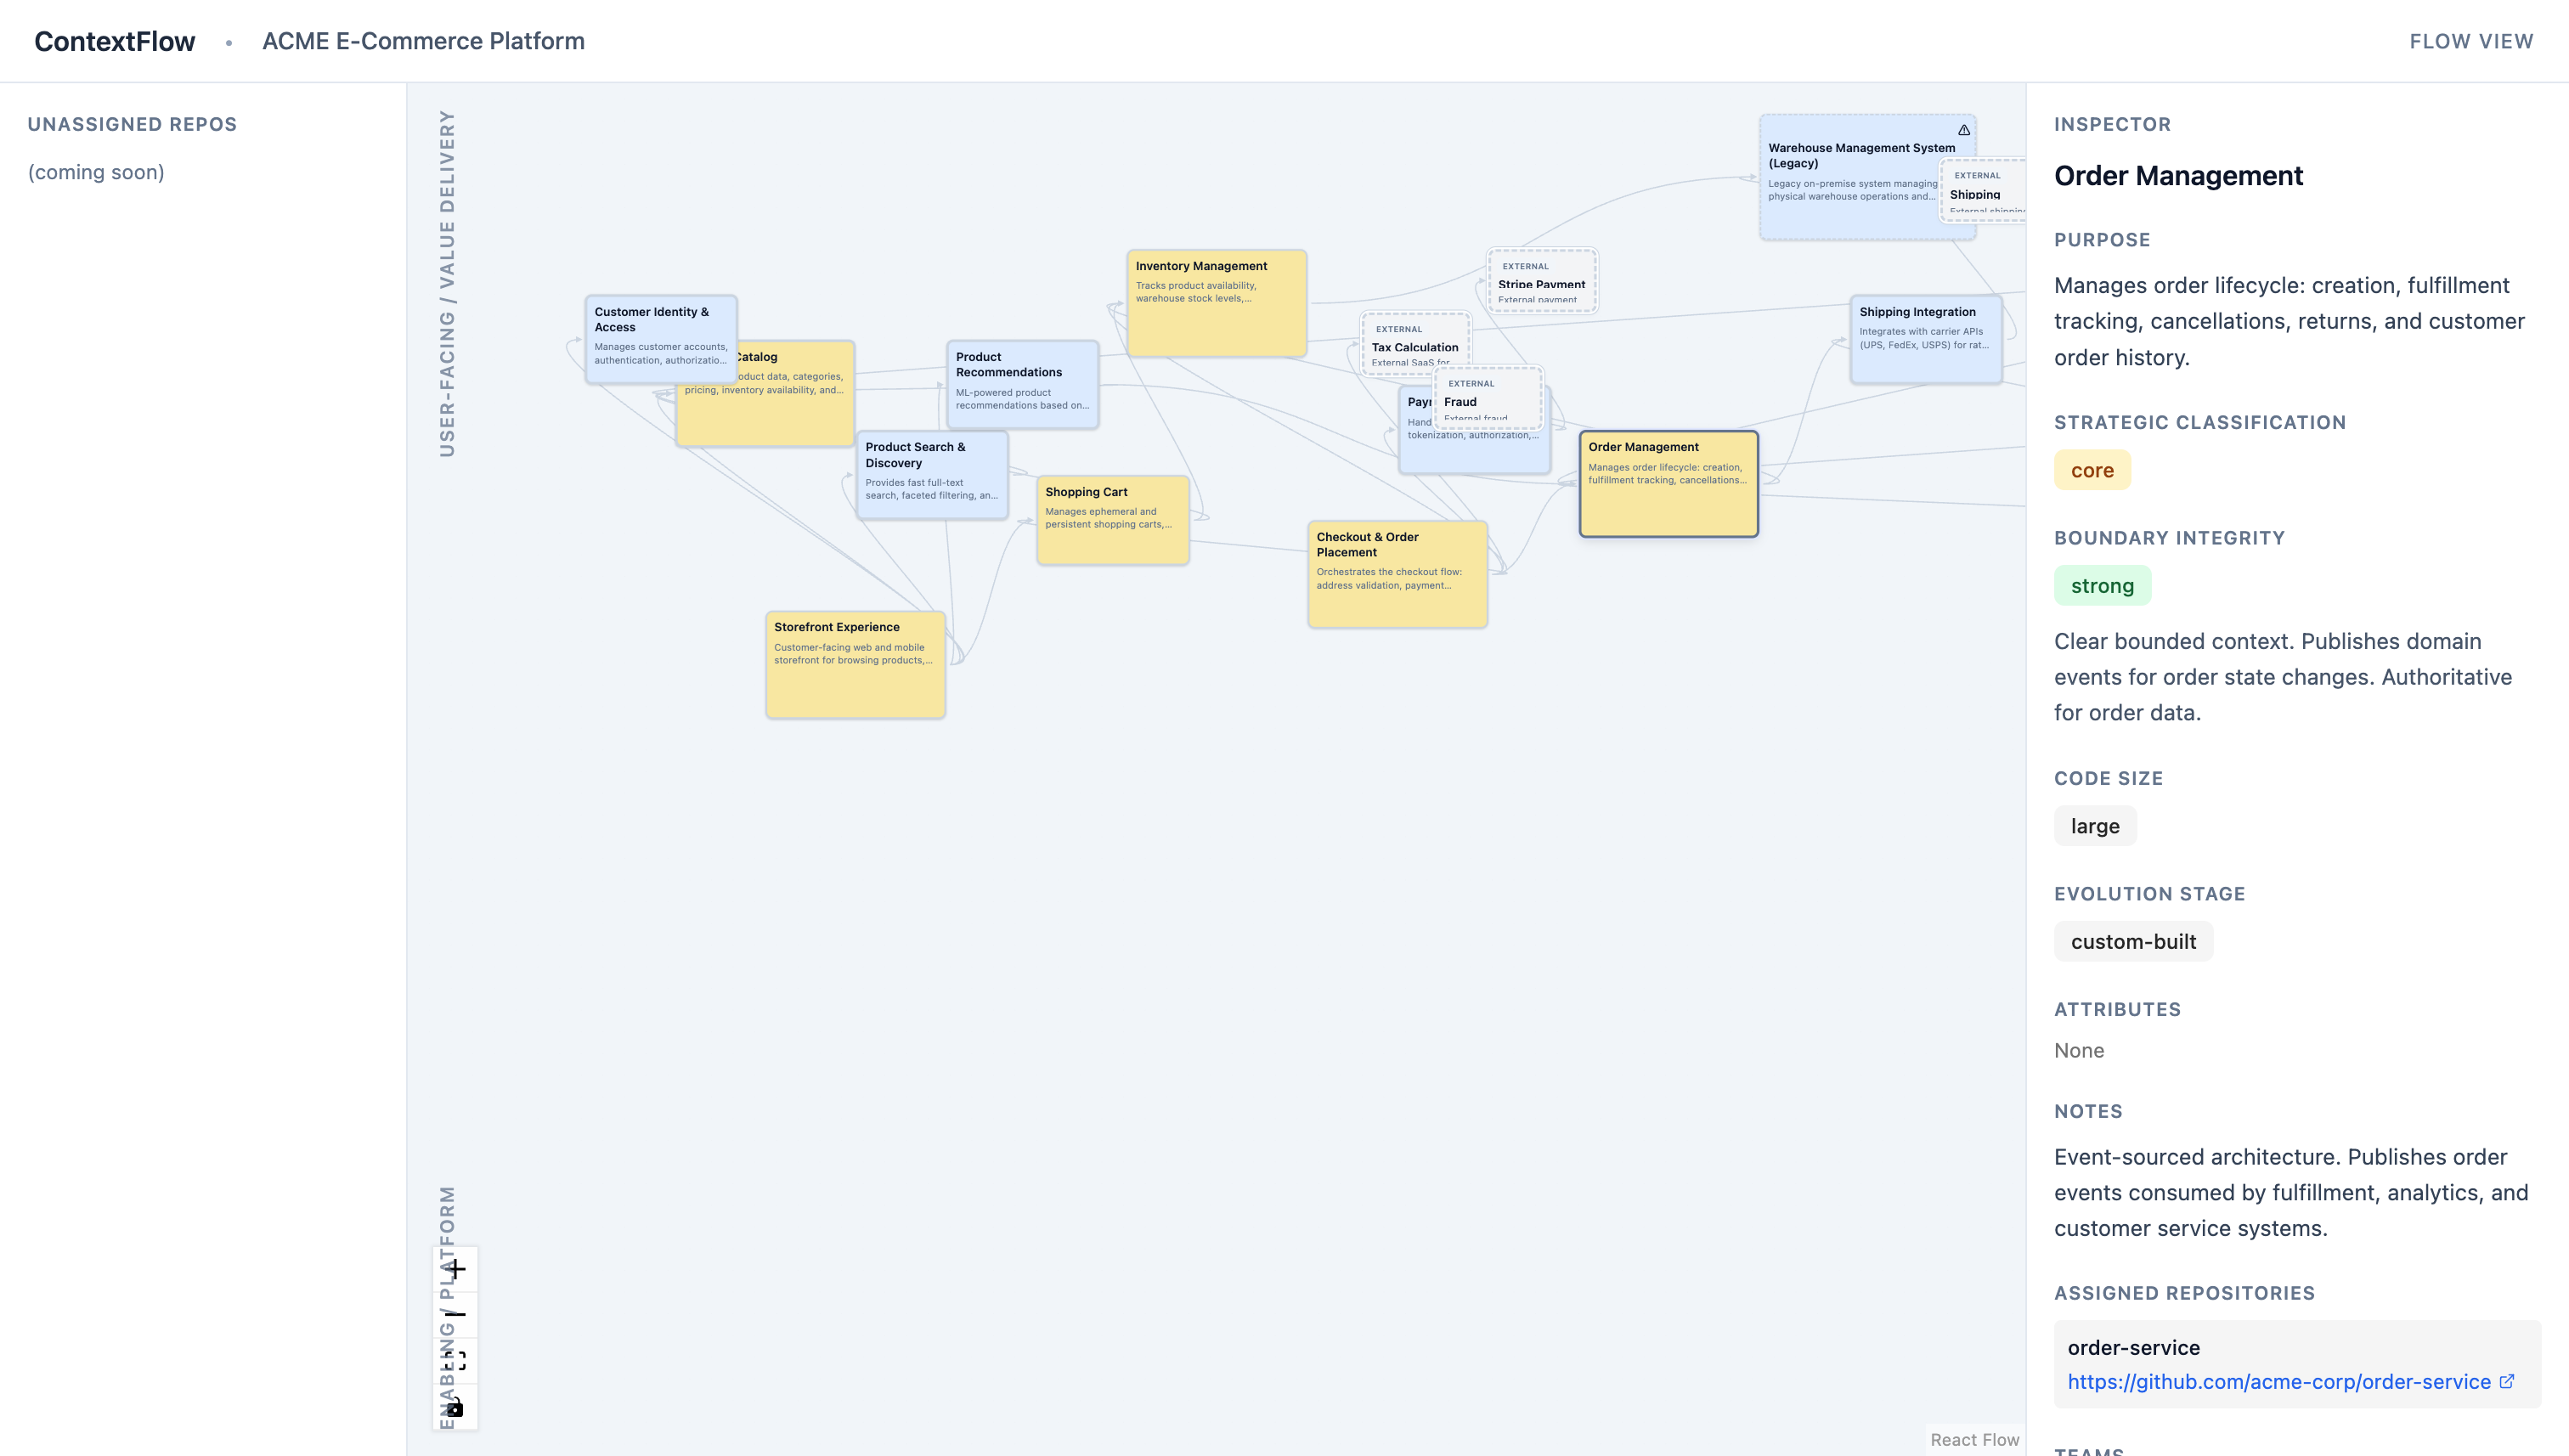 ContextFlow • ACME E-Commerce Platform
FLOW VIEW
UNASSIGNED REPOS
(coming soon)
USER-FACING / VALUE DELIVERY
ENABLING / PLATFORM
Warehouse Management System
(Legacy)
Legacy on-premise system managing
physical warehouse operations and...
EXTERNAL
Shipping
External shipping
Inventory Management
Tracks product availability,
warehouse stock levels,...
EXTERNAL
Stripe Payment
External payment
Customer Identity &
Access
Manages customer accounts,
authentication, authorizatio...
Catalog
pricing, inventory availability, and...
Product
Recommendations
ML-powered product
recommendations based on...
EXTERNAL
Tax Calculation
External SaaS for
EXTERNAL
Fraud
External fraud
tokenization, authorization,...
Shipping Integration
Integrates with carrier APIs
(UPS, FedEx, USPS) for rat...
Product Search &
Discovery
Provides fast full-text
search, faceted filtering, an...
Shopping Cart
Manages ephemeral and
persistent shopping carts,...
Order Management
Manages order lifecycle: creation,
fulfillment tracking, cancellations...
Checkout & Order
Placement
Orchestrates the checkout flow:
address validation, payment...
Storefront Experience
Customer-facing web and mobile
storefront for browsing products,...
React Flow
INSPECTOR
Order Management
PURPOSE
Manages order lifecycle: creation, fulfillment
tracking, cancellations, returns, and customer
order history.
STRATEGIC CLASSIFICATION
core
BOUNDARY INTEGRITY
strong
Clear bounded context. Publishes domain
events for order state changes. Authoritative
for order data.
CODE SIZE
large
EVOLUTION STAGE
custom-built
ATTRIBUTES
None
NOTES
Event-sourced architecture. Publishes order
events consumed by fulfillment, analytics, and
customer service systems.
ASSIGNED REPOSITORIES
order-service
https://github.com/acme-corp/order-service
TEAMS